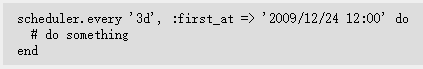 scheduler.every '3d', :first_at => '2009/12/24 12:00' do
  # do something
end